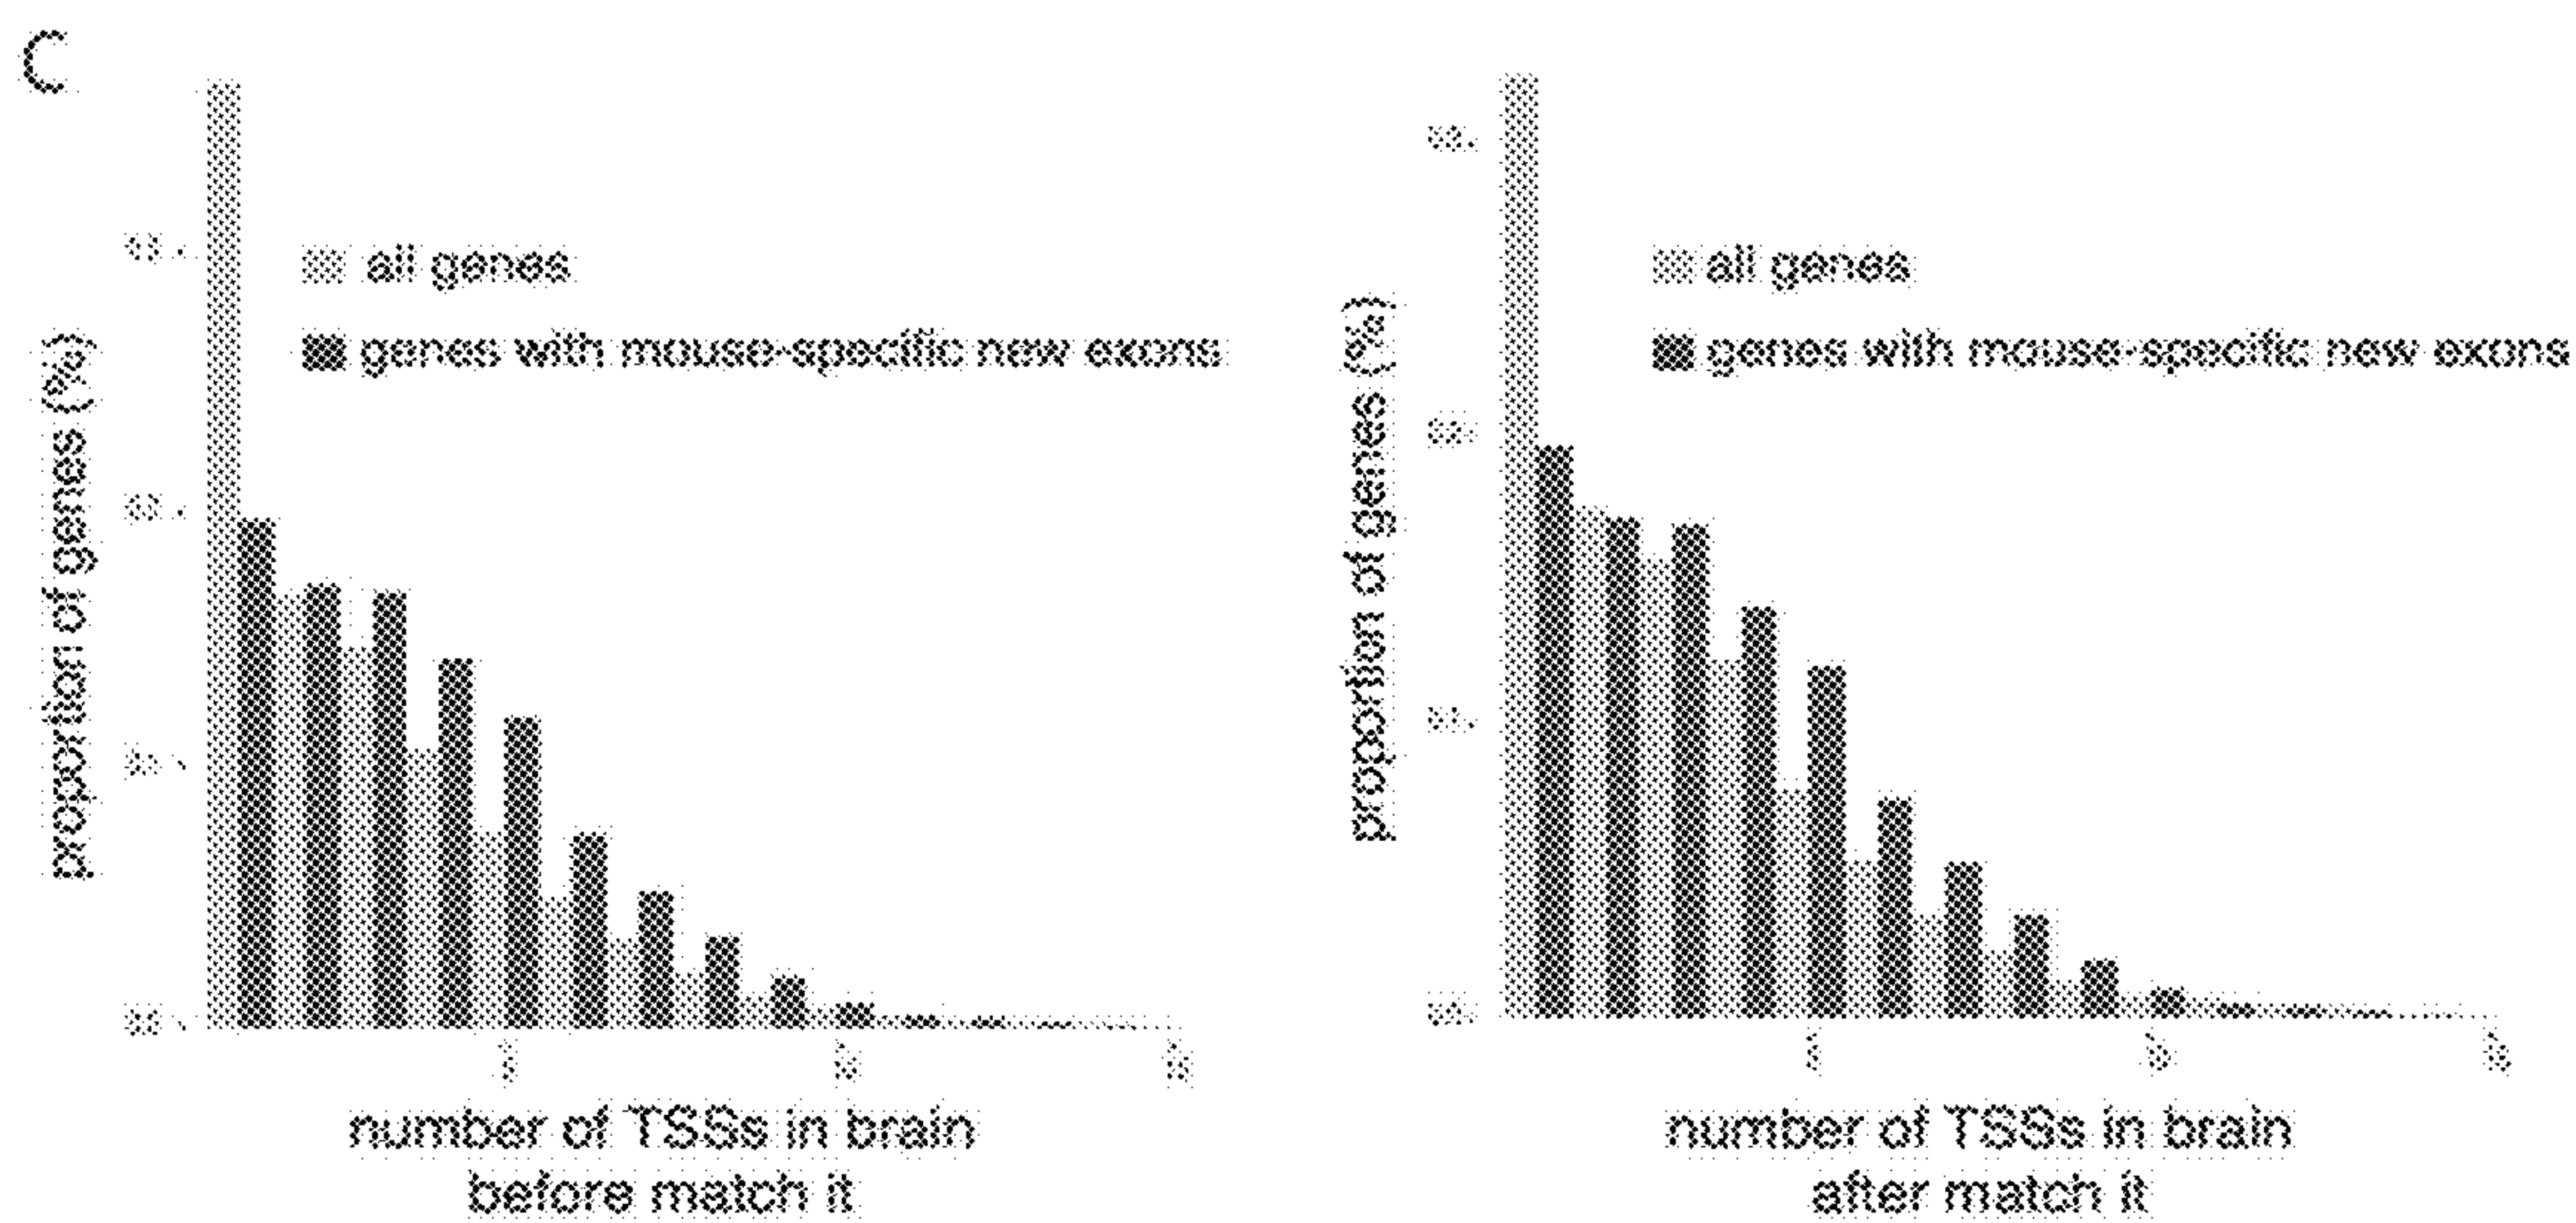 C
all genes
genes with mouse-specific new exons
proportion of genes (%)
number of TSSs in brain
before match it
all genes
genes with mouse-specific new exons
proportion of genes (%)
number of TSSs in brain
after match it